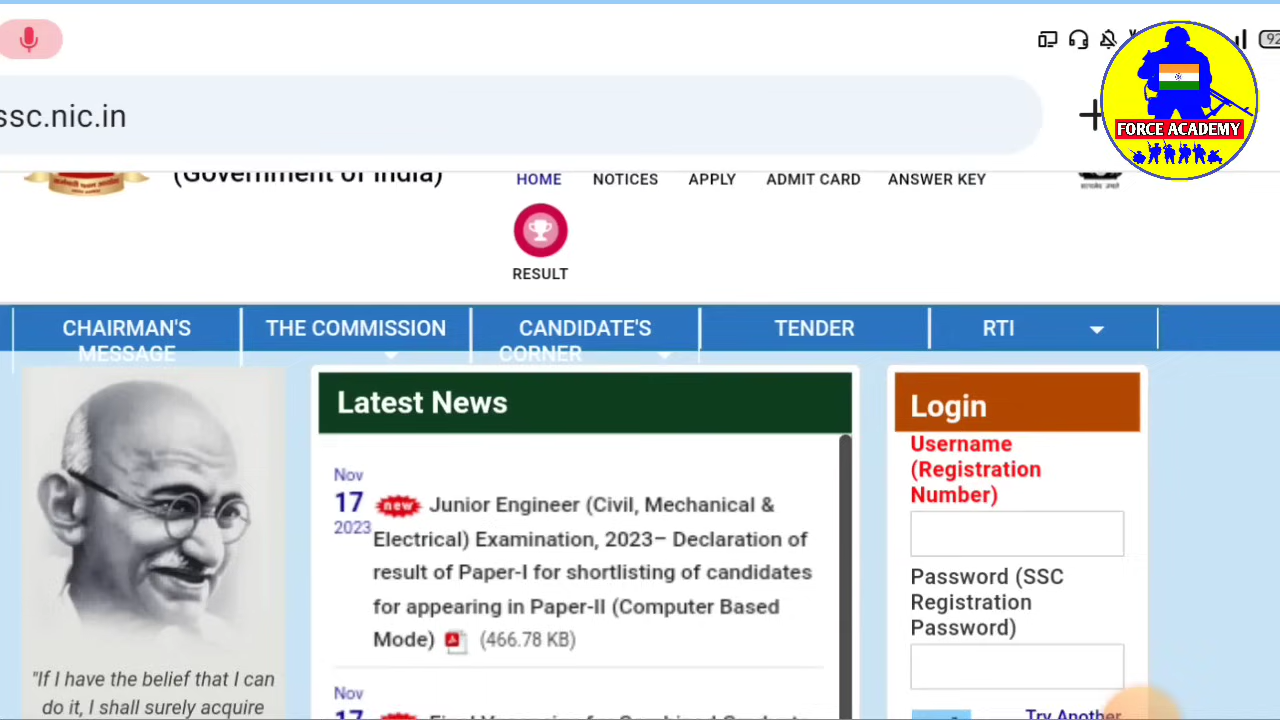 92
ssc.nic.in
FORCE ACADEMY
(Government of India)
HOME NOTICES APPLY ADMIT CARD ANSWER KEY
RESULT
CHAIRMAN'S MESSAGE
THE COMMISSION
CANDIDATE'S CORNER
TENDER
RTI
Latest News
Nov
17
2023
new Junior Engineer (Civil, Mechanical &
Electrical) Examination, 2023– Declaration of
result of Paper-I for shortlisting of candidates
for appearing in Paper-II (Computer Based
Mode) (466.78 KB)
Nov
17
Login
Username
(Registration
Number)
Password (SSC
Registration
Password)
Try Another
"If I have the belief that I can
do it, I shall surely acquire